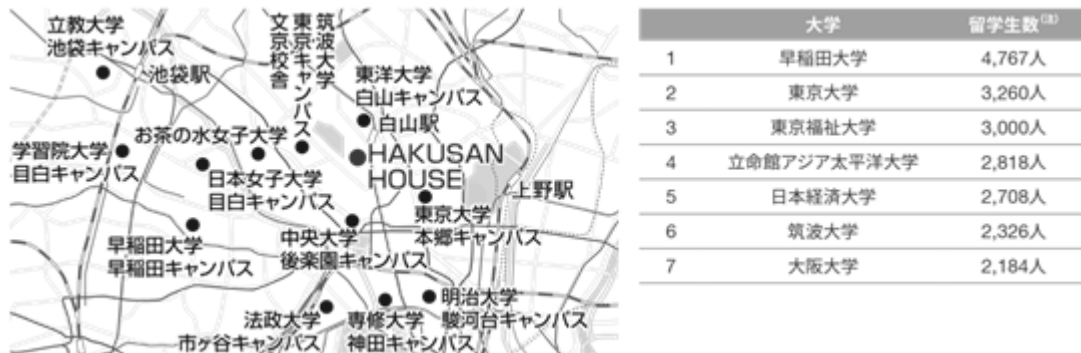 立教大学
池袋キャンパス
池袋駅
筑波大学
東京キャンパス
文京校舎
東洋大学
白山キャンパス
白山駅
お茶の水女子大学
HAKUSAN
HOUSE
学習院大学
目白キャンパス
日本女子大学
目白キャンパス
上野駅
東京大学
本郷キャンパス
早稲田大学
早稲田キャンパス
中央大学
後楽園キャンパス
明治大学
駿河台キャンパス
法政大学
市ヶ谷キャンパス
専修大学
神田キャンパス
大学 留学生数(注)
1 早稲田大学 4,767人
2 東京大学 3,260人
3 東京福祉大学 3,000人
4 立命館アジア太平洋大学 2,818人
5 日本経済大学 2,708人
6 筑波大学 2,326人
7 大阪大学 2,184人